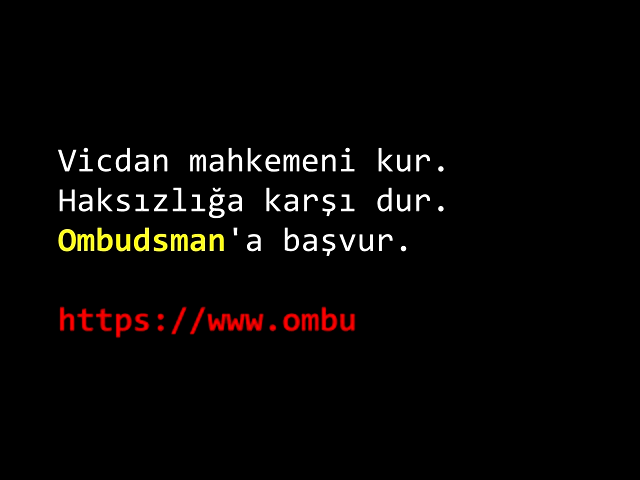 Vicdan mahkemeni kur.
Haksızlığa karşı dur.
Ombudsman'a başvur.
https://www.ombu